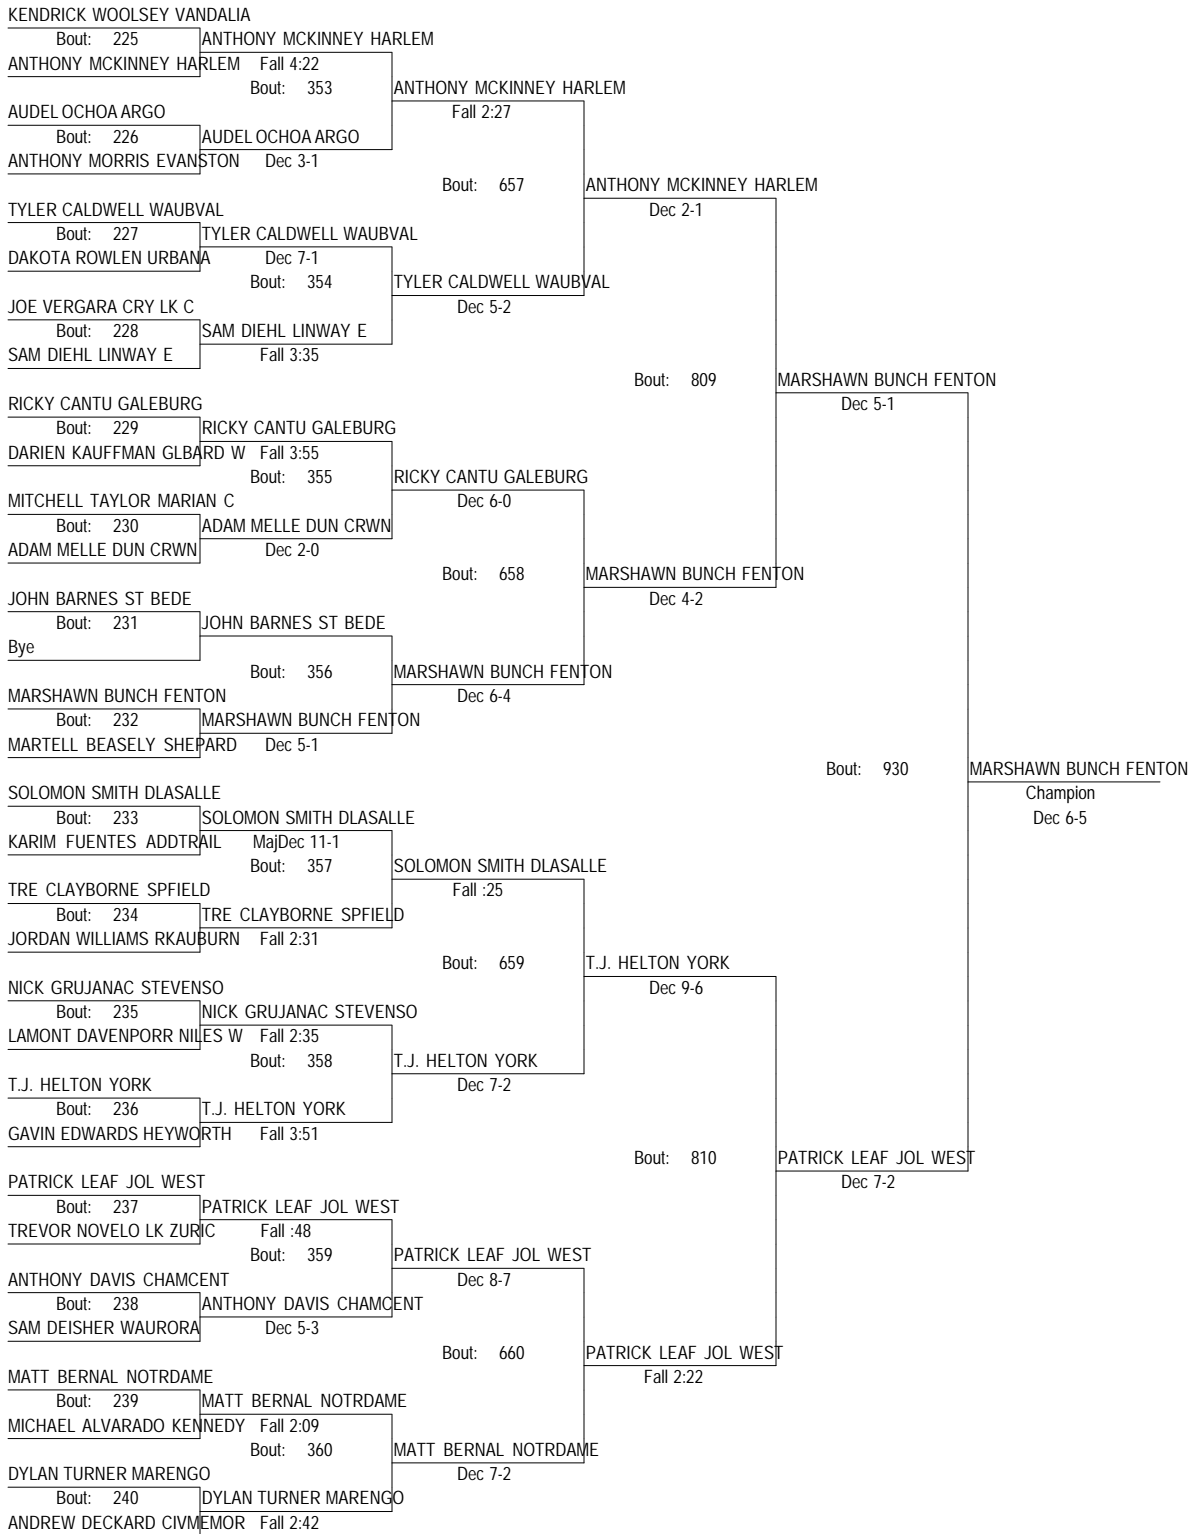 KENDRICK WOOLSEY VANDALIA
Bout: 225 ANTHONY MCKINNEY HARLEM
ANTHONY MCKINNEY HARLEM Fall 4:22
Bout: 353 ANTHONY MCKINNEY HARLEM
AUDEL OCHOA ARGO Fall 2:27
Bout: 226 AUDEL OCHOA ARGO
ANTHONY MORRIS EVANSTON Dec 3-1
Bout: 657 ANTHONY MCKINNEY HARLEM
TYLER CALDWELL WAUBVAL Dec 2-1
Bout: 227 TYLER CALDWELL WAUBVAL
DAKOTA ROWLEN URBANA Dec 7-1
Bout: 354 TYLER CALDWELL WAUBVAL
JOE VERGARA CRY LK C Dec 5-2
Bout: 228 SAM DIEHL LINWAY E
SAM DIEHL LINWAY E Fall 3:35
Bout: 809 MARSHAWN BUNCH FENTON
RICKY CANTU GALEBURG Dec 5-1
Bout: 229 RICKY CANTU GALEBURG
DARIEN KAUFFMAN GLBARD W Fall 3:55
Bout: 355 RICKY CANTU GALEBURG
MITCHELL TAYLOR MARIAN C Dec 6-0
Bout: 230 ADAM MELLE DUN CRWN
ADAM MELLE DUN CRWN Dec 2-0
Bout: 658 MARSHAWN BUNCH FENTON
JOHN BARNES ST BEDE Dec 4-2
Bout: 231 JOHN BARNES ST BEDE
Bye
Bout: 356 MARSHAWN BUNCH FENTON
MARSHAWN BUNCH FENTON Dec 6-4
Bout: 232 MARSHAWN BUNCH FENTON
MARTELL BEASELY SHEPARD Dec 5-1
Bout: 930 MARSHAWN BUNCH FENTON
SOLOMON SMITH DLASALLE Champion
Bout: 233 SOLOMON SMITH DLASALLE Dec 6-5
KARIM FUENTES ADDTRAIL MajDec 11-1
Bout: 357 SOLOMON SMITH DLASALLE
TRE CLAYBORNE SPFIELD Fall :25
Bout: 234 TRE CLAYBORNE SPFIELD
JORDAN WILLIAMS RKAUBURN Fall 2:31
Bout: 659 T.J. HELTON YORK
NICK GRUJANAC STEVENSO Dec 9-6
Bout: 235 NICK GRUJANAC STEVENSO
LAMONT DAVENPORR NILES W Fall 2:35
Bout: 358 T.J. HELTON YORK
T.J. HELTON YORK Dec 7-2
Bout: 236 T.J. HELTON YORK
GAVIN EDWARDS HEYWORTH Fall 3:51
Bout: 810 PATRICK LEAF JOL WEST
PATRICK LEAF JOL WEST Dec 7-2
Bout: 237 PATRICK LEAF JOL WEST
TREVOR NOVELO LK ZURIC Fall :48
Bout: 359 PATRICK LEAF JOL WEST
ANTHONY DAVIS CHAMCENT Dec 8-7
Bout: 238 ANTHONY DAVIS CHAMCENT
SAM DEISHER WAURORA Dec 5-3
Bout: 660 PATRICK LEAF JOL WEST
MATT BERNAL NOTRDAME Fall 2:22
Bout: 239 MATT BERNAL NOTRDAME
MICHAEL ALVARADO KENNEDY Fall 2:09
Bout: 360 MATT BERNAL NOTRDAME
DYLAN TURNER MARENGO Dec 7-2
Bout: 240 DYLAN TURNER MARENGO
ANDREW DECKARD CIVMEMOR Fall 2:42